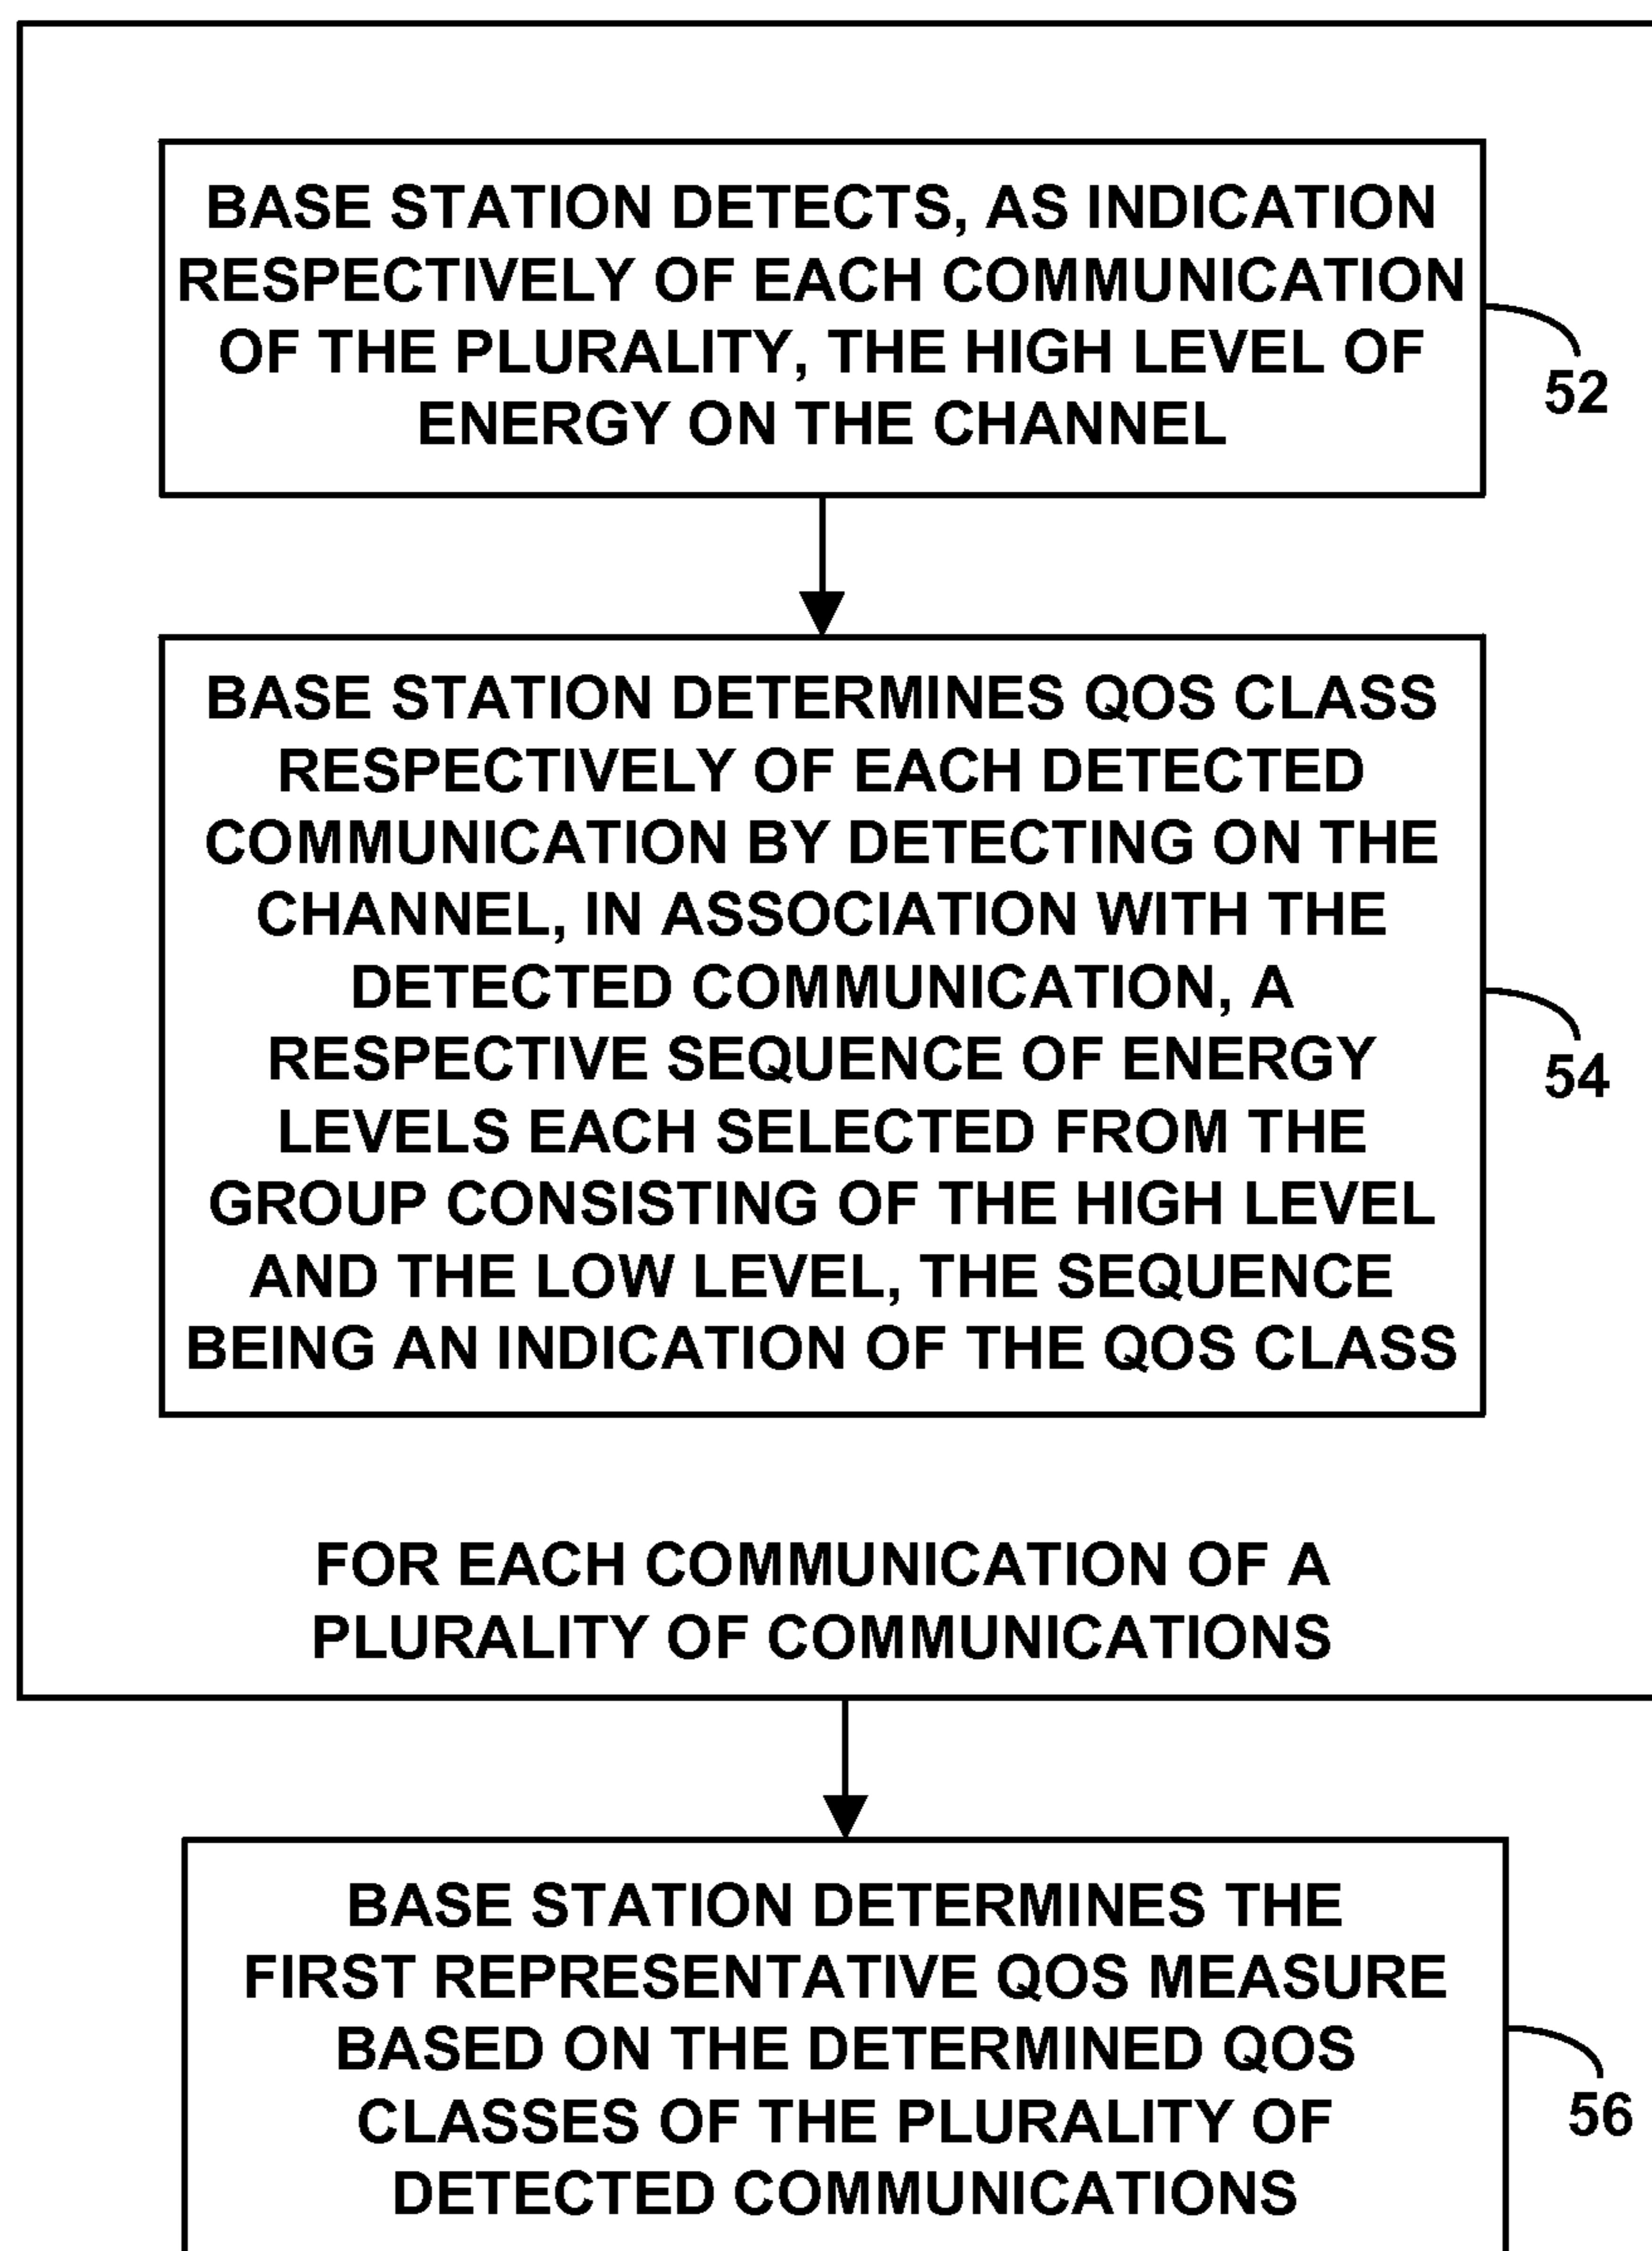 BASE STATION DETECTS, AS INDICATION
RESPECTIVELY OF EACH COMMUNICATION
OF THE PLURALITY, THE HIGH LEVEL OF
ENERGY ON THE CHANNEL
52
BASE STATION DETERMINES QOS CLASS
RESPECTIVELY OF EACH DETECTED
COMMUNICATION BY DETECTING ON THE
CHANNEL, IN ASSOCIATION WITH THE
DETECTED COMMUNICATION, A
RESPECTIVE SEQUENCE OF ENERGY
LEVELS EACH SELECTED FROM THE
GROUP CONSISTING OF THE HIGH LEVEL
AND THE LOW LEVEL, THE SEQUENCE
BEING AN INDICATION OF THE QOS CLASS
54
FOR EACH COMMUNICATION OF A
PLURALITY OF COMMUNICATIONS
BASE STATION DETERMINES THE
FIRST REPRESENTATIVE QOS MEASURE
BASED ON THE DETERMINED QOS
CLASSES OF THE PLURALITY OF
DETECTED COMMUNICATIONS
56